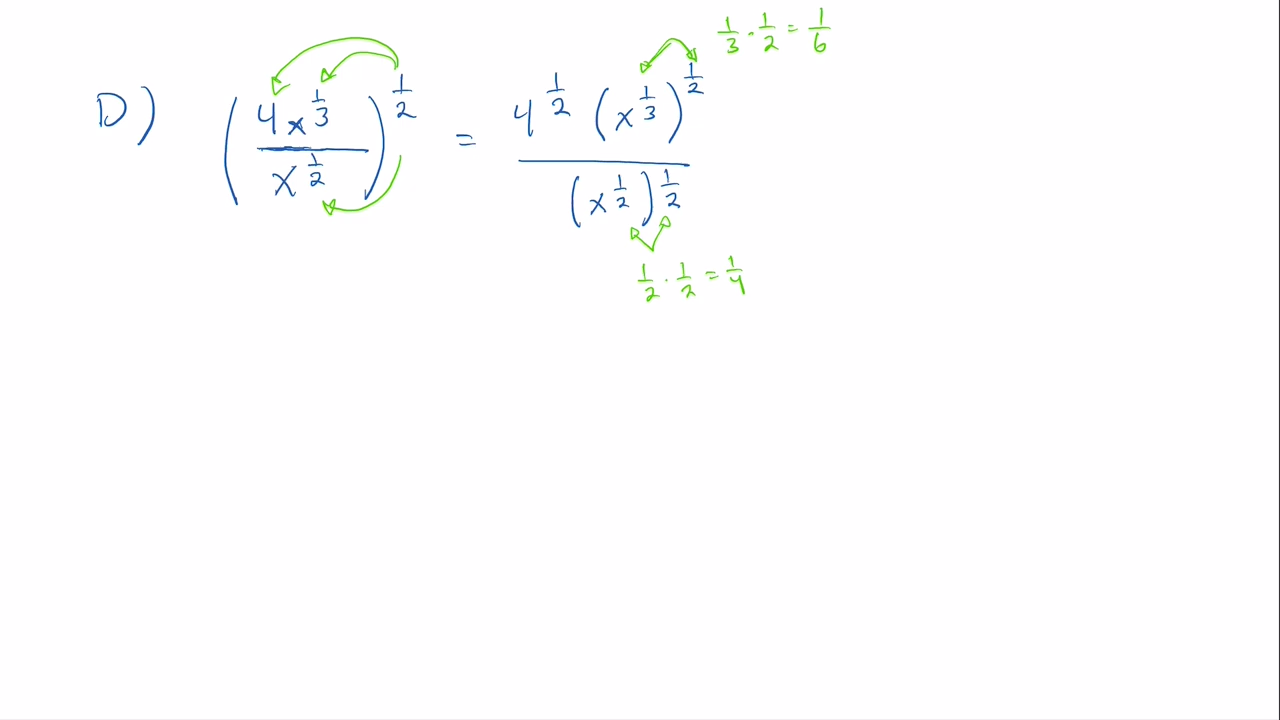 1/3 · 1/2 = 1/6
D) (4x^(1/3) / x^(1/2))^(1/2) = 4^(1/2) (x^(1/3))^(1/2) / (x^(1/2))^(1/2)
1/2 · 1/2 = 1/4